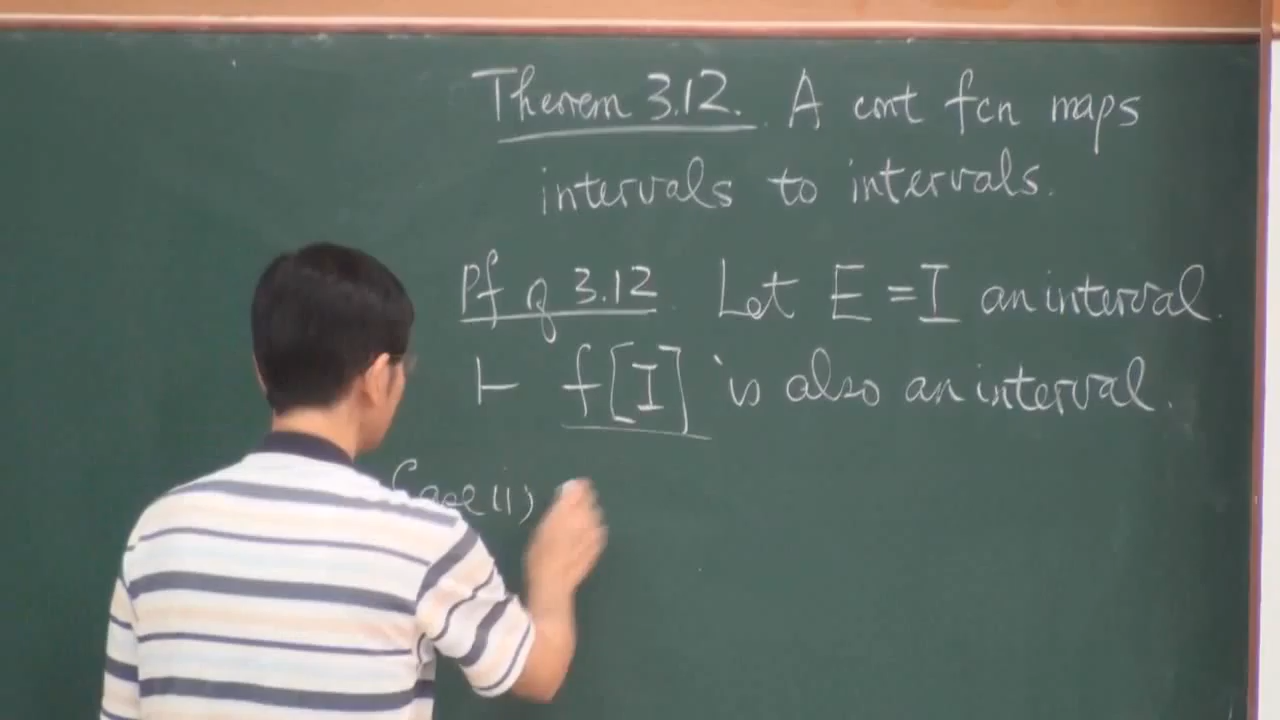 Theorem 3.12. A cont fcn maps
intervals to intervals.
Pf of 3.12 Let E = I an interval.
⊢ f[I] is also an interval.
Case (1)